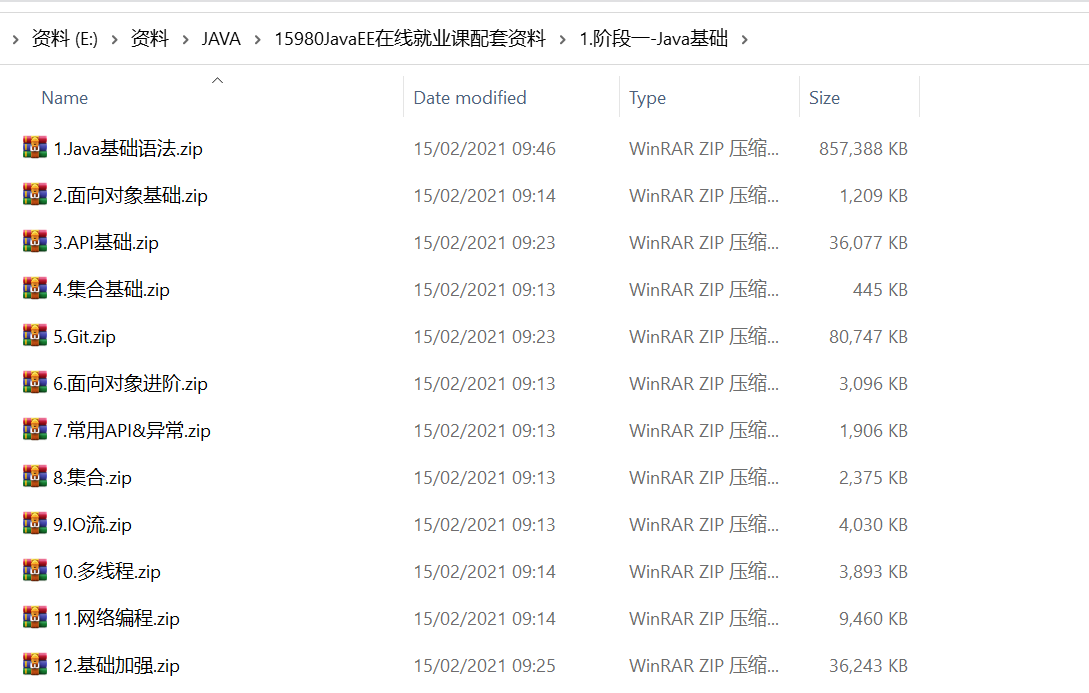 资料 (E:) > 资料 > JAVA > 15980JavaEE在线就业课配套资料 > 1.阶段一-Java基础 >
Name Date modified Type Size
1.Java基础语法.zip 15/02/2021 09:46 WinRAR ZIP 压缩... 857,388 KB
2.面向对象基础.zip 15/02/2021 09:14 WinRAR ZIP 压缩... 1,209 KB
3.API基础.zip 15/02/2021 09:23 WinRAR ZIP 压缩... 36,077 KB
4.集合基础.zip 15/02/2021 09:13 WinRAR ZIP 压缩... 445 KB
5.Git.zip 15/02/2021 09:23 WinRAR ZIP 压缩... 80,747 KB
6.面向对象进阶.zip 15/02/2021 09:13 WinRAR ZIP 压缩... 3,096 KB
7.常用API&异常.zip 15/02/2021 09:13 WinRAR ZIP 压缩... 1,906 KB
8.集合.zip 15/02/2021 09:13 WinRAR ZIP 压缩... 2,375 KB
9.IO流.zip 15/02/2021 09:13 WinRAR ZIP 压缩... 4,030 KB
10.多线程.zip 15/02/2021 09:14 WinRAR ZIP 压缩... 3,893 KB
11.网络编程.zip 15/02/2021 09:14 WinRAR ZIP 压缩... 9,460 KB
12.基础加强.zip 15/02/2021 09:25 WinRAR ZIP 压缩... 36,243 KB